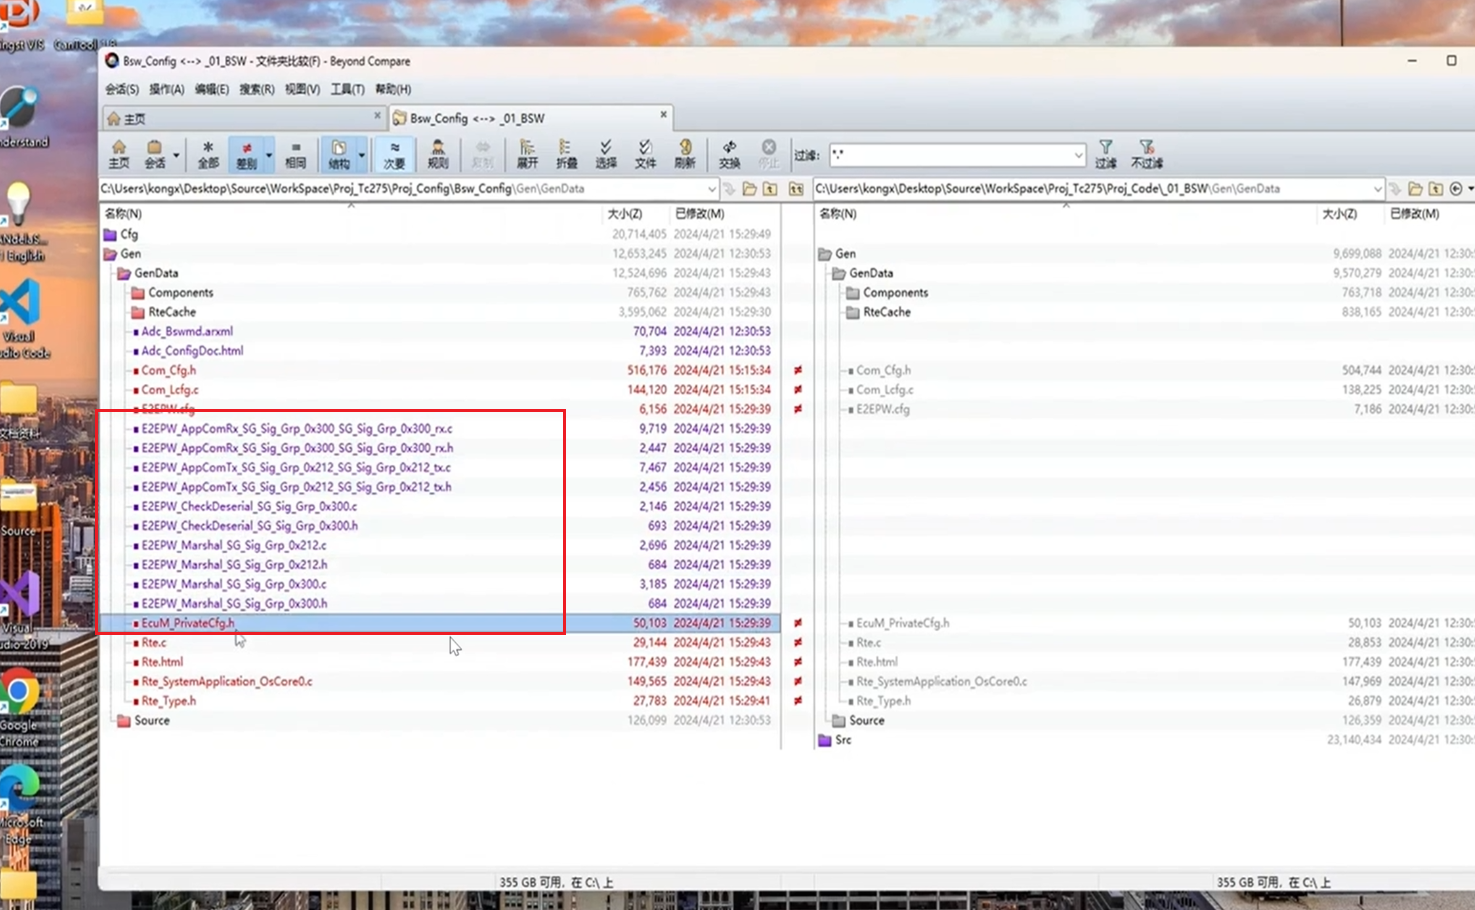 Bsw_Config <--> _01_BSW - 文件夹比较(F) - Beyond Compare
会话(S) 操作(A) 编辑(E) 搜索(R) 视图(V) 工具(T) 帮助(H)
主页 Bsw_Config <--> _01_BSW
主页 会话 全部 差别 相同 结构 次要 规则 复制 展开 折叠 选择 文件 刷新 交换 停止 过滤: *.* 过滤 不过滤
C:\Users\kongx\Desktop\Source\WorkSpace\Proj_Tc275\Proj_Config\Bsw_Config\Gen\GenData C:\Users\kongx\Desktop\Source\WorkSpace\Proj_Tc275\Proj_Code\_01_BSW\Gen\GenData
名称(N) 大小(Z) 已修改(M) 名称(N) 大小(Z) 已修改(M)
Cfg 20,714,405 2024/4/21 15:29:49
Gen 12,653,245 2024/4/21 12:30:53 Gen 9,699,088 2024/4/21 12:30:
GenData 12,524,696 2024/4/21 15:29:43 GenData 9,570,279 2024/4/21 12:30:
Components 765,762 2024/4/21 15:29:43 Components 763,718 2024/4/21 12:30:
RteCache 3,595,062 2024/4/21 15:29:30 RteCache 838,165 2024/4/21 12:30:
Adc_Bswmd.arxml 70,704 2024/4/21 12:30:53
Adc_ConfigDoc.html 7,393 2024/4/21 12:30:53
Com_Cfg.h 516,176 2024/4/21 15:15:34 Com_Cfg.h 504,744 2024/4/21 12:30:
Com_Lcfg.c 144,120 2024/4/21 15:15:34 Com_Lcfg.c 138,225 2024/4/21 12:30:
E2EPW.cfg 6,156 2024/4/21 15:29:39 E2EPW.cfg 7,186 2024/4/21 12:30:
E2EPW_AppComRx_SG_Sig_Grp_0x300_SG_Sig_Grp_0x300_rx.c 9,719 2024/4/21 15:29:39
E2EPW_AppComRx_SG_Sig_Grp_0x300_SG_Sig_Grp_0x300_rx.h 2,447 2024/4/21 15:29:39
E2EPW_AppComTx_SG_Sig_Grp_0x212_SG_Sig_Grp_0x212_tx.c 7,467 2024/4/21 15:29:39
E2EPW_AppComTx_SG_Sig_Grp_0x212_SG_Sig_Grp_0x212_tx.h 2,456 2024/4/21 15:29:39
E2EPW_CheckDeserial_SG_Sig_Grp_0x300.c 2,146 2024/4/21 15:29:39
E2EPW_CheckDeserial_SG_Sig_Grp_0x300.h 693 2024/4/21 15:29:39
E2EPW_Marshal_SG_Sig_Grp_0x212.c 2,696 2024/4/21 15:29:39
E2EPW_Marshal_SG_Sig_Grp_0x212.h 684 2024/4/21 15:29:39
E2EPW_Marshal_SG_Sig_Grp_0x300.c 3,185 2024/4/21 15:29:39
E2EPW_Marshal_SG_Sig_Grp_0x300.h 684 2024/4/21 15:29:39
EcuM_PrivateCfg.h 50,103 2024/4/21 15:29:39 EcuM_PrivateCfg.h 50,103 2024/4/21 12:30:
Rte.c 29,144 2024/4/21 15:29:43 Rte.c 28,853 2024/4/21 12:30:
Rte.html 177,439 2024/4/21 15:29:43 Rte.html 177,439 2024/4/21 12:30:
Rte_SystemApplication_OsCore0.c 149,565 2024/4/21 15:29:43 Rte_SystemApplication_OsCore0.c 147,969 2024/4/21 12:30:
Rte_Type.h 27,783 2024/4/21 15:29:41 Rte_Type.h 26,879 2024/4/21 12:30:
Source 126,099 2024/4/21 12:30:53 Source 126,359 2024/4/21 12:30:
Src 23,140,434 2024/4/21 12:30:
355 GB 可用，在 C:\ 上 355 GB 可用，在 C:\ 上
nderstand
1 English
Visual
dio Code
Source
Visual
udio 2019
Google
Chrome
Microsoft
Edge